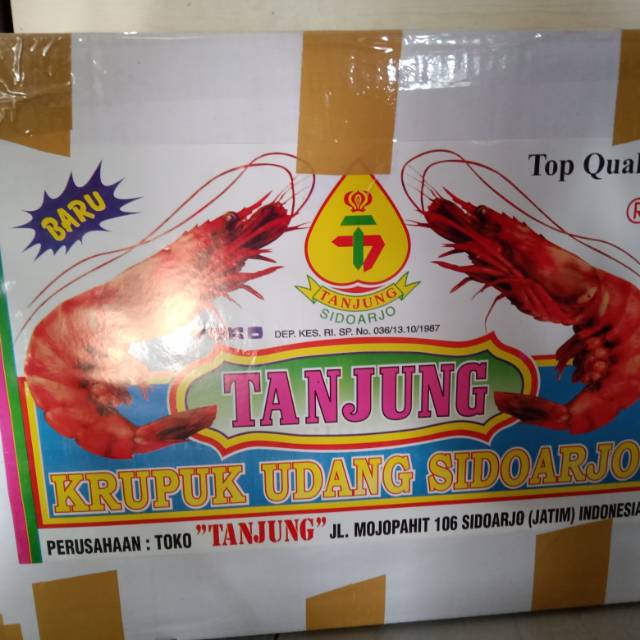 Top Qual
BARU
®
TANJUNG
SIDOARJO
DEP. KES. RI. SP. No. 036/13.10/1987
TANJUNG
KRUPUK UDANG SIDOARJO
PERUSAHAAN : TOKO "TANJUNG" JL. MOJOPAHIT 106 SIDOARJO (JATIM) INDONESIA